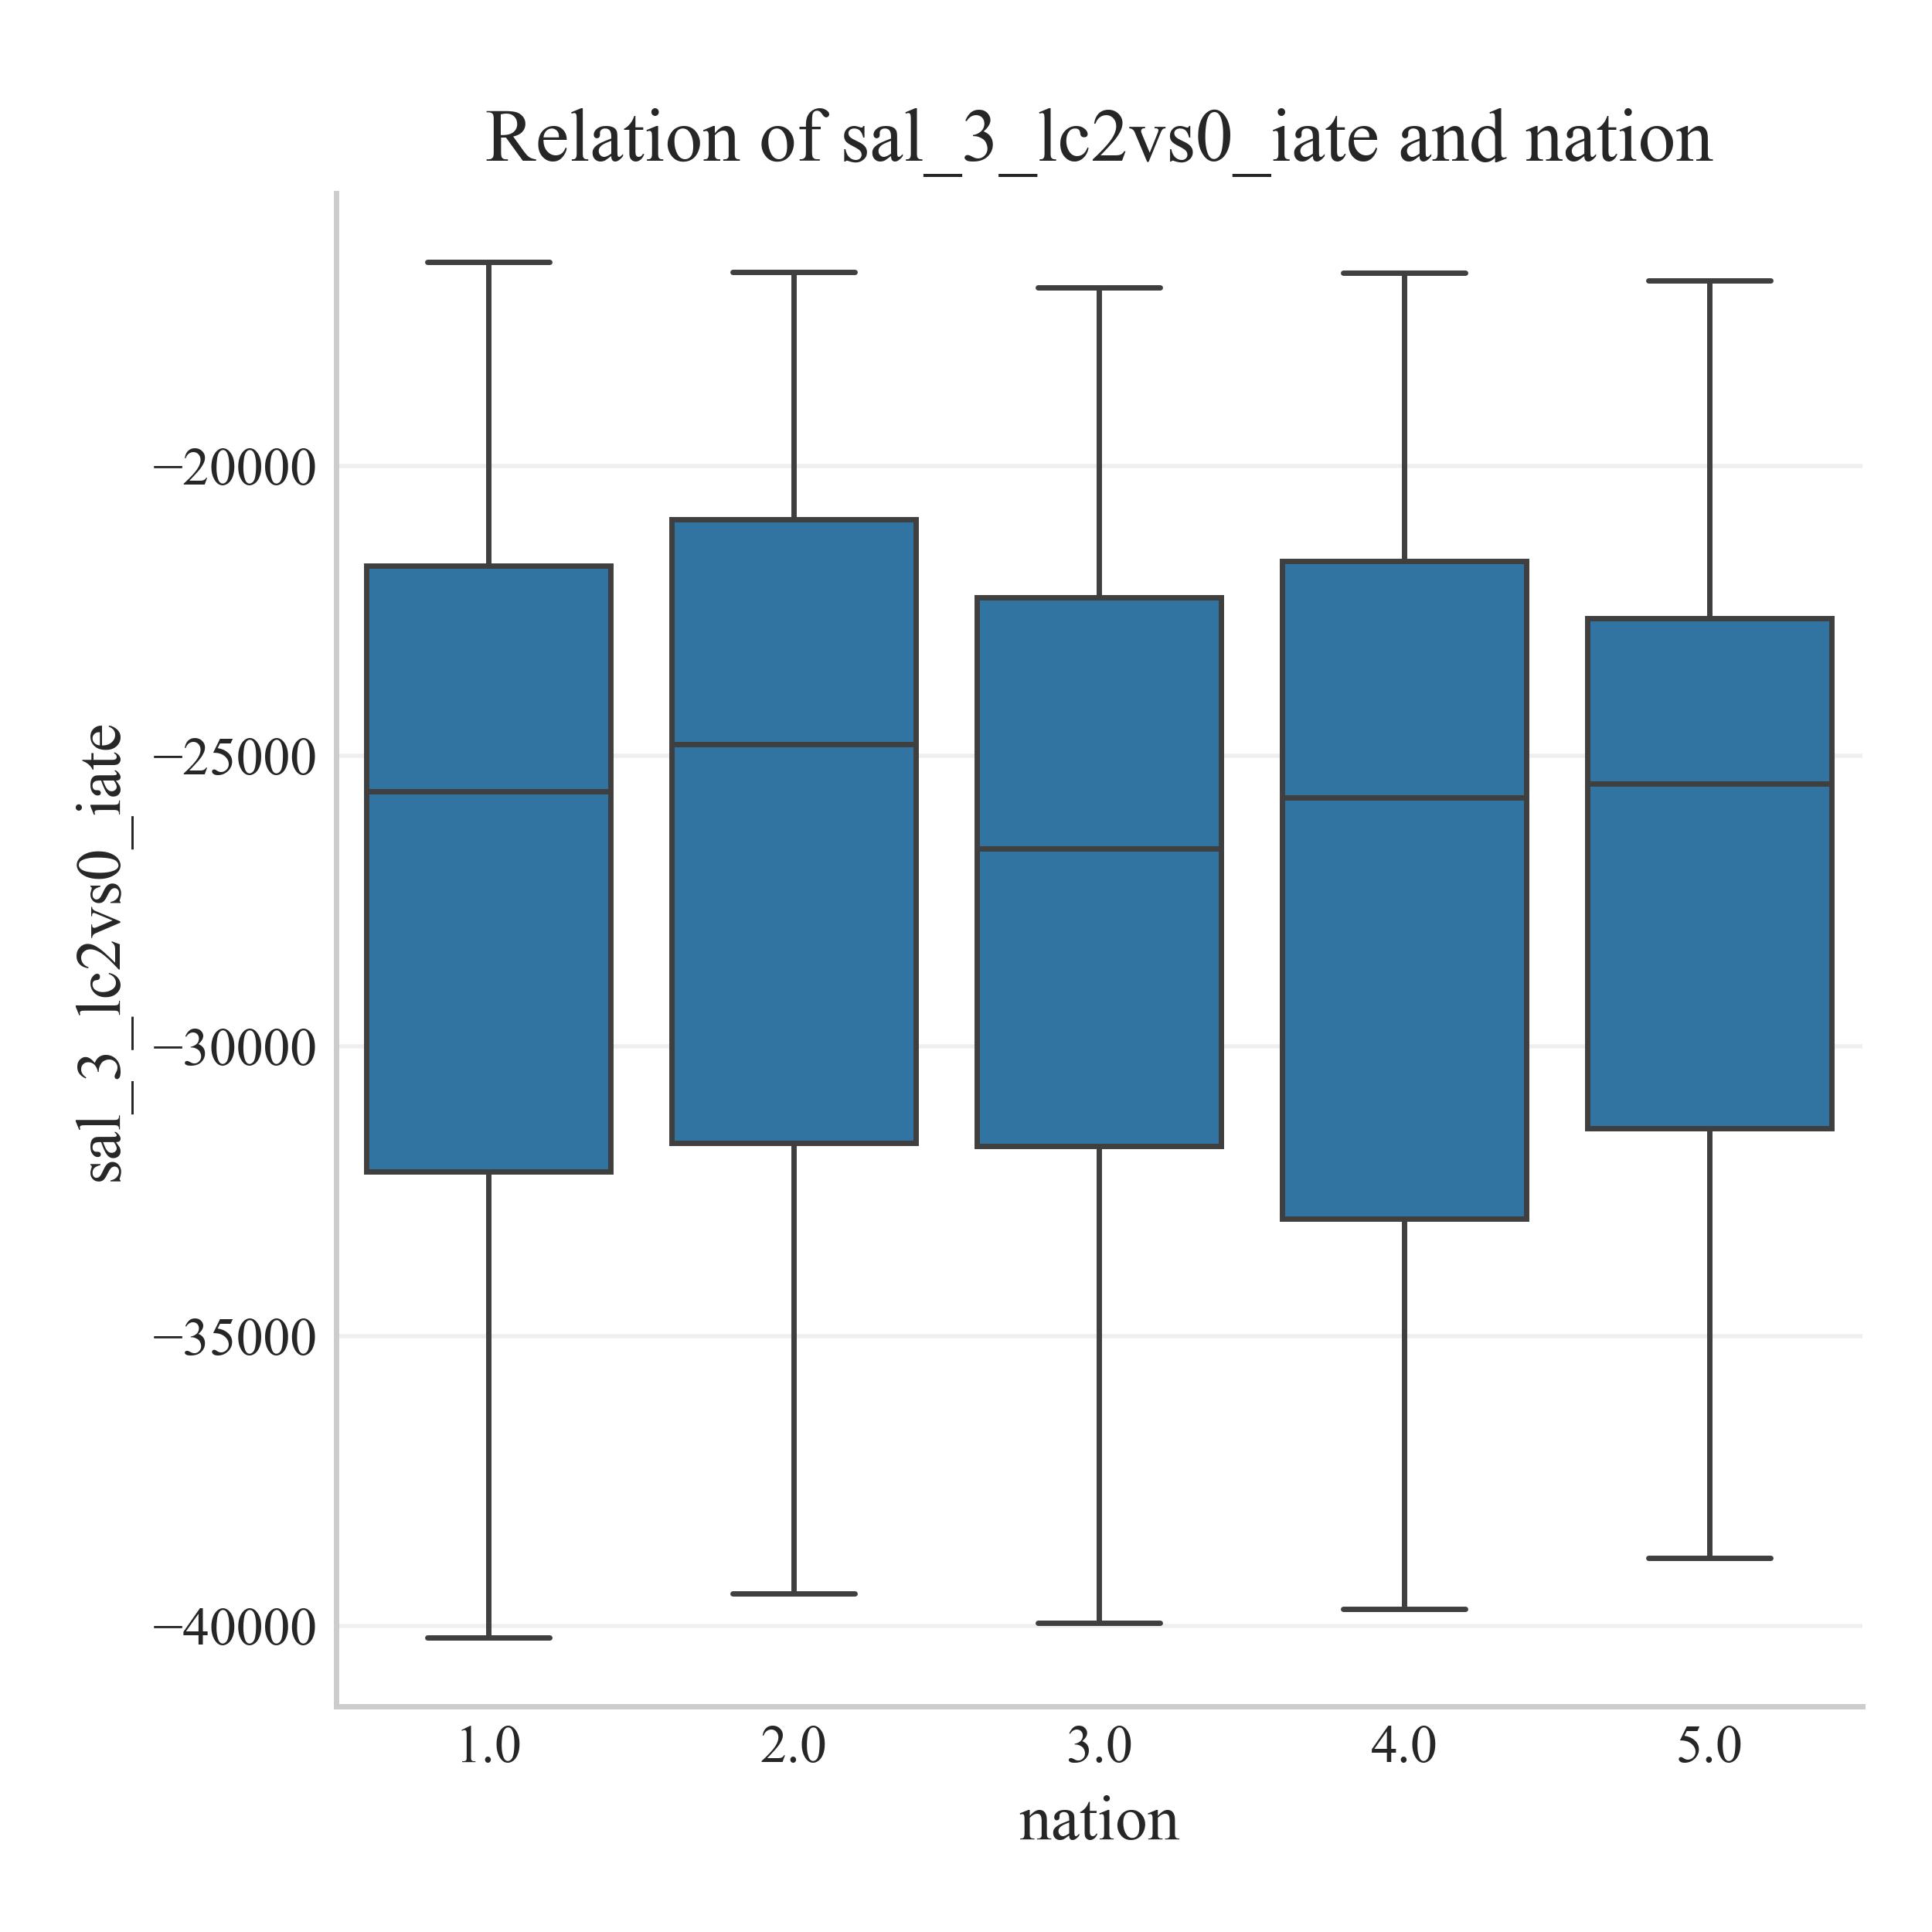 Relation of sal_3_lc2vs0_iate and nation
sal_3_lc2vs0_iate
−20000
−25000
−30000
−35000
−40000
1.0 2.0 3.0 4.0 5.0
nation